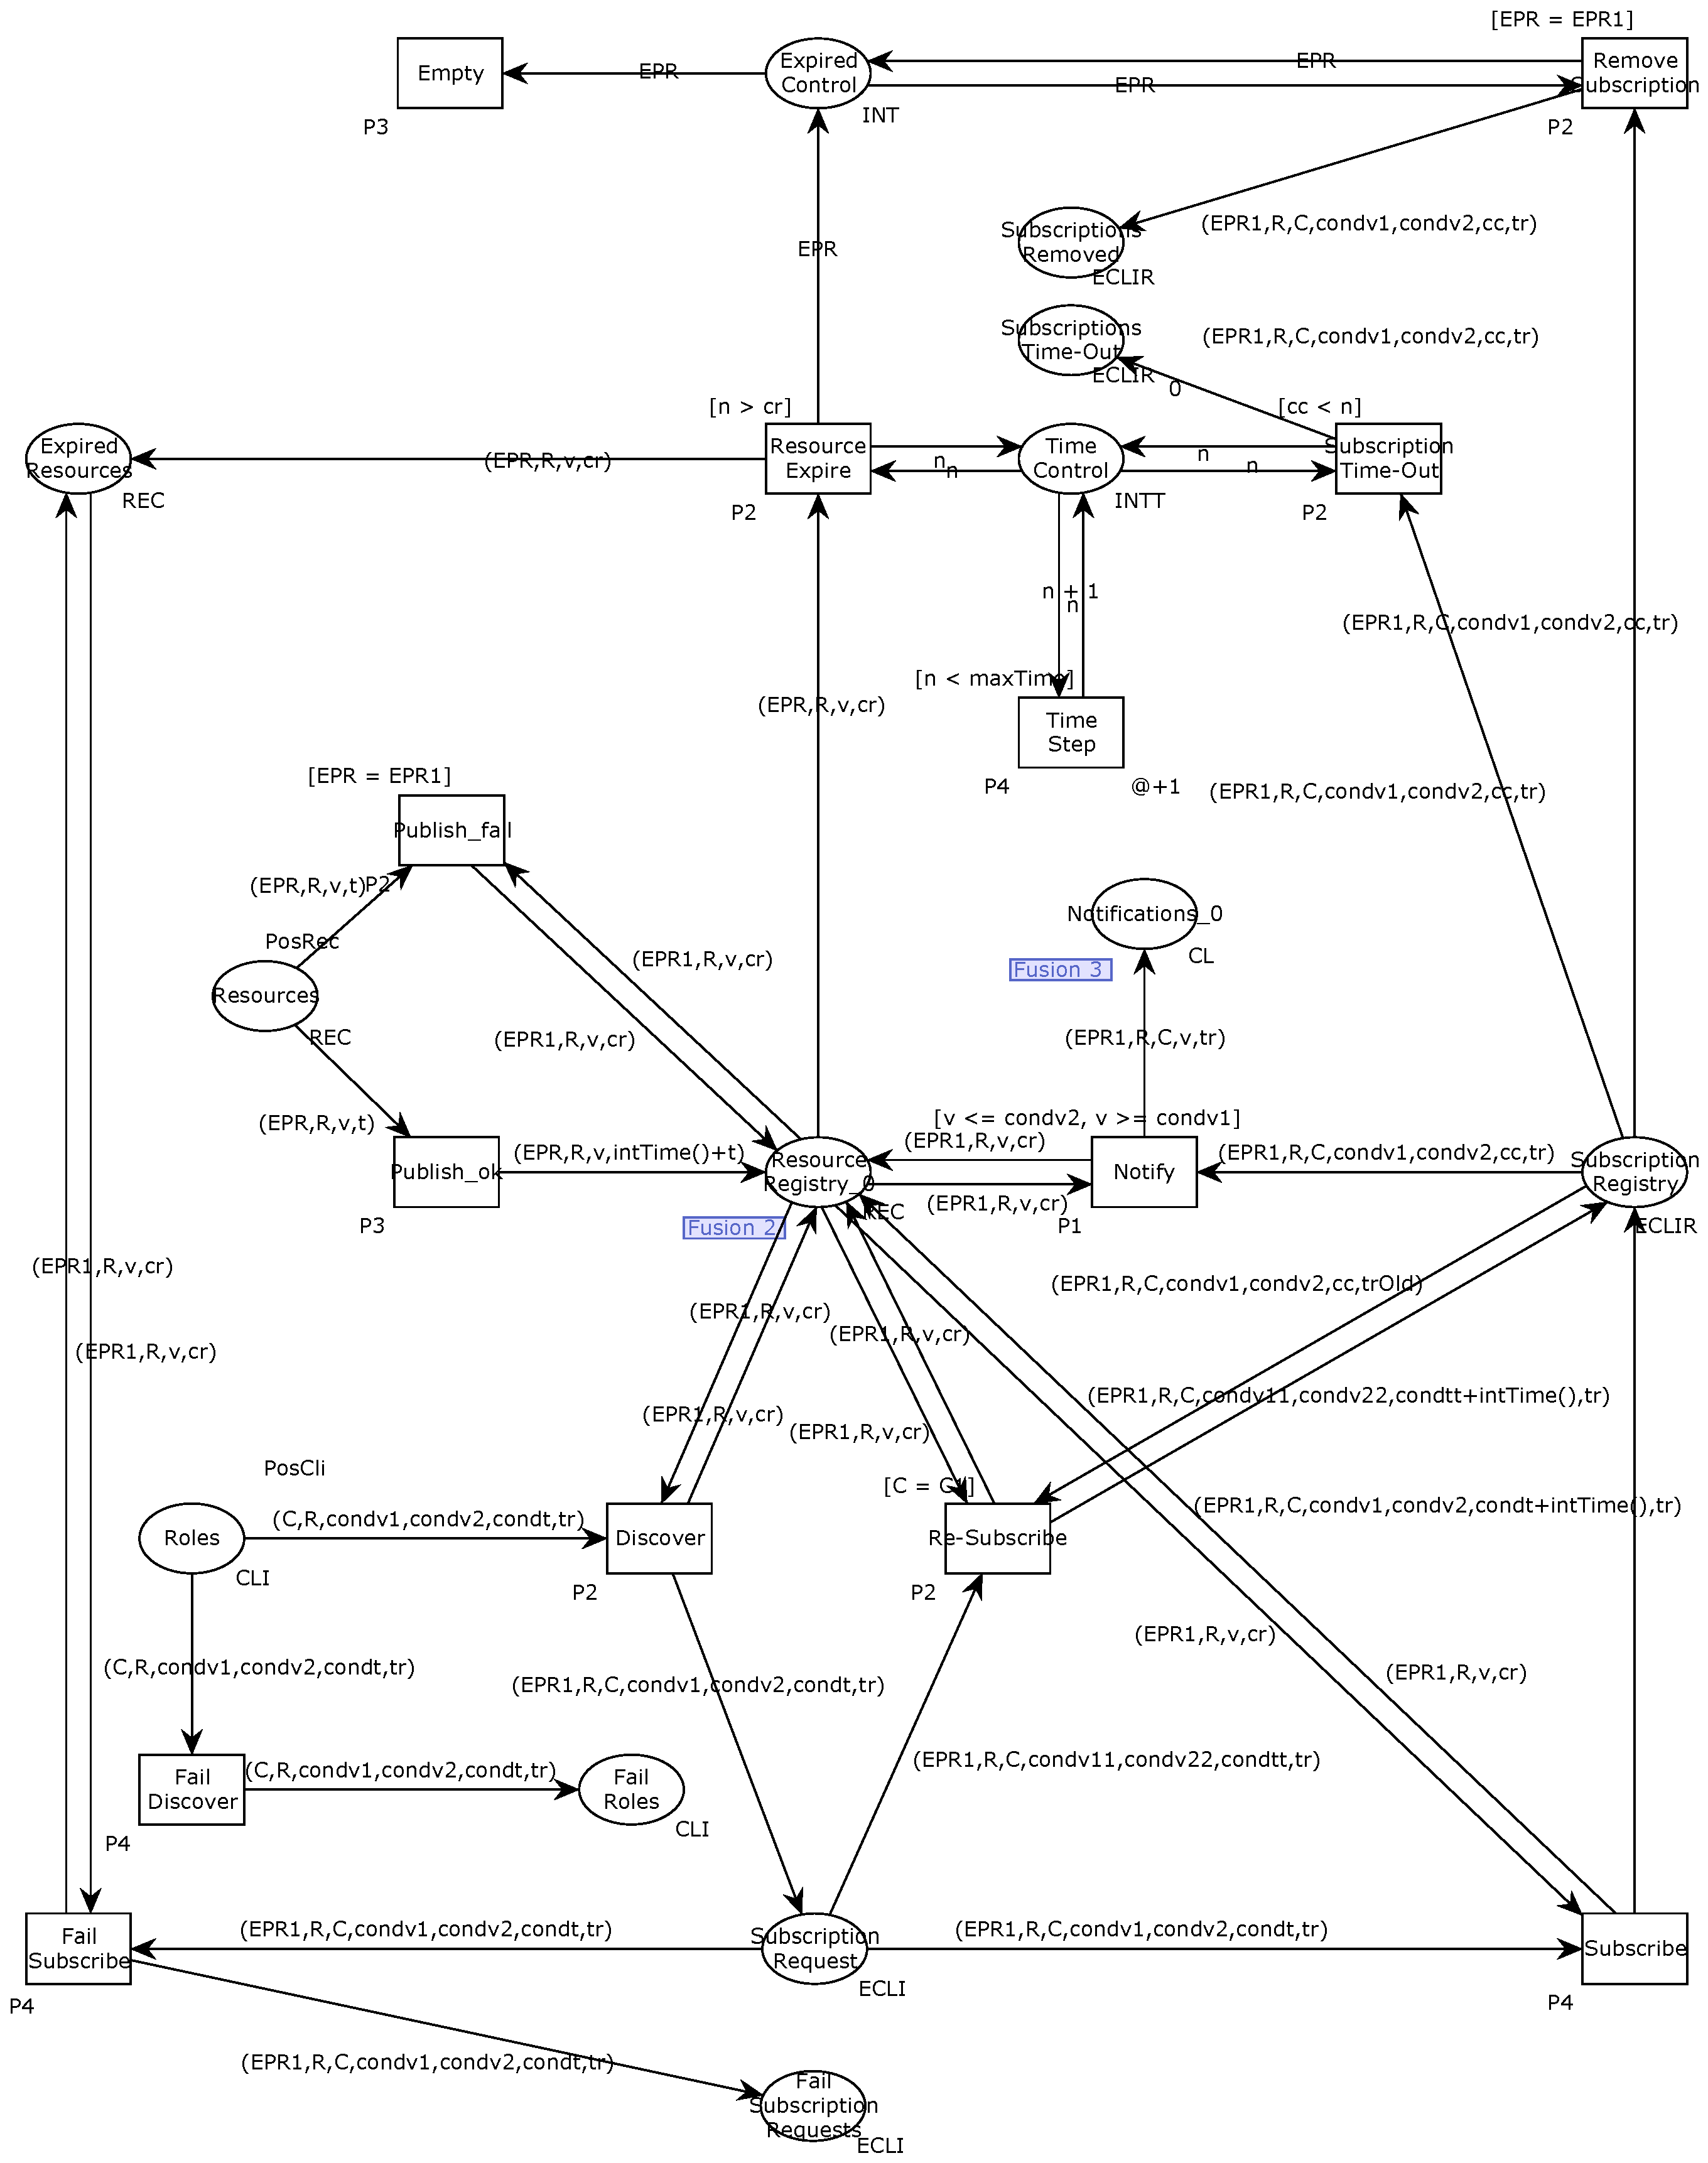 [EPR = EPR1]
Empty
EPR
Expired
Control
EPR
EPR
Remove
Subscription
P3
INT
P2
(EPR1,R,C,condv1,condv2,cc,tr)
Subscriptions
Removed
ECLIR
EPR
Subscriptions
Time-Out
ECLIR
(EPR1,R,C,condv1,condv2,cc,tr)
0
[n > cr]
[cc < n]
Expired
Resources
REC
(EPR,R,v,cr)
Resource
Expire
P2
n
n
Time
Control
INTT
n
n
Subscription
Time-Out
P2
n + 1
n
(EPR1,R,C,condv1,condv2,cc,tr)
[n < maxTime]
(EPR,R,v,cr)
Time
Step
P4
@+1
(EPR1,R,C,condv1,condv2,cc,tr)
[EPR = EPR1]
Publish_fail
P2
(EPR,R,v,t)
PosRec
Resources
REC
(EPR1,R,v,cr)
(EPR1,R,v,cr)
Notifications_0
CL
Fusion 3
(EPR1,R,C,v,tr)
(EPR,R,v,t)
[v <= condv2, v >= condv1]
Publish_ok
P3
(EPR,R,v,intTime()+t)
Resource
Registry_0
REC
Fusion 2
(EPR1,R,v,cr)
(EPR1,R,v,cr)
Notify
P1
(EPR1,R,C,condv1,condv2,cc,tr)
Subscription
Registry
ECLIR
(EPR1,R,v,cr)
(EPR1,R,C,condv1,condv2,cc,trOld)
(EPR1,R,v,cr)
(EPR1,R,v,cr)
(EPR1,R,v,cr)
(EPR1,R,C,condv11,condv22,condtt+intTime(),tr)
(EPR1,R,v,cr)
(EPR1,R,v,cr)
PosCli
[C = C1]
(EPR1,R,C,condv1,condv2,condt+intTime(),tr)
Roles
CLI
(C,R,condv1,condv2,condt,tr)
Discover
P2
Re-Subscribe
P2
(EPR1,R,v,cr)
(C,R,condv1,condv2,condt,tr)
(EPR1,R,C,condv1,condv2,condt,tr)
(EPR1,R,v,cr)
(EPR1,R,C,condv11,condv22,condtt,tr)
Fail
Discover
P4
(C,R,condv1,condv2,condt,tr)
Fail
Roles
CLI
Fail
Subscribe
P4
(EPR1,R,C,condv1,condv2,condt,tr)
Subscription
Request
ECLI
(EPR1,R,C,condv1,condv2,condt,tr)
Subscribe
P4
(EPR1,R,C,condv1,condv2,condt,tr)
Fail
Subscription
Requests
ECLI